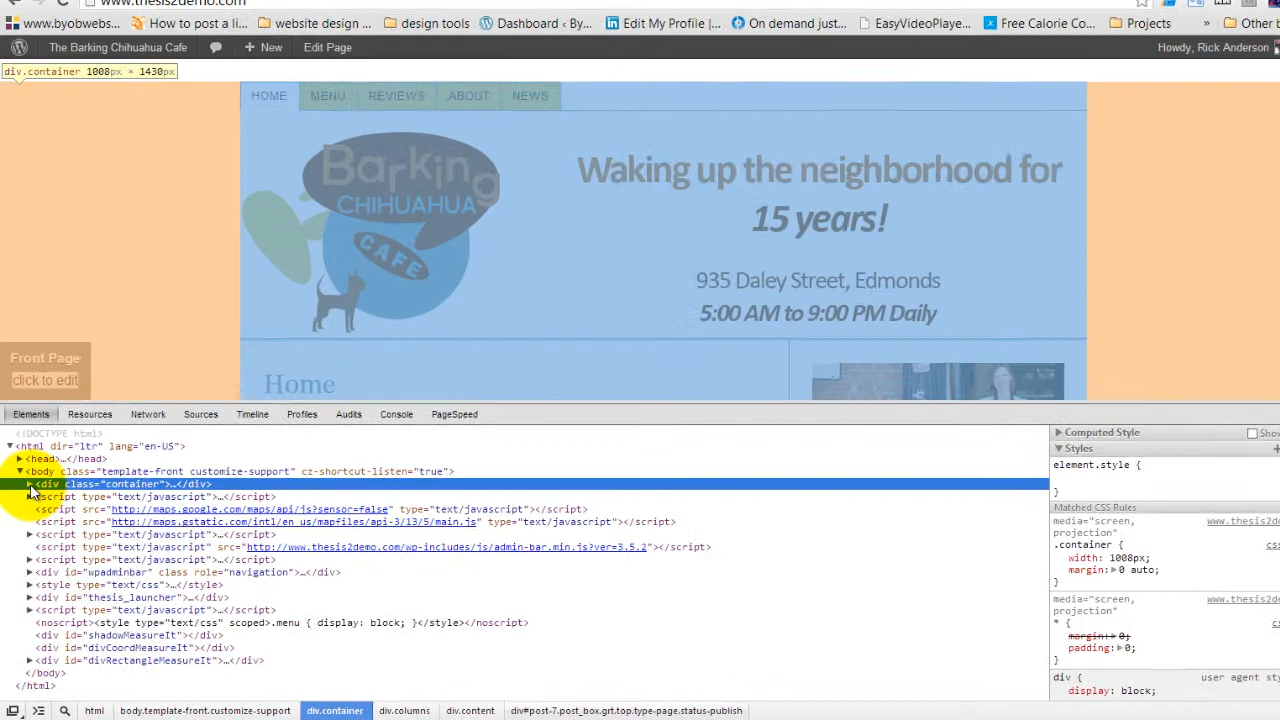 www.thesis2demo.com
www.byobwebs... How to post a li... website design ... design tools Dashboard ‹ By... Edit My Profile |... On demand just... EasyVideoPlaye... Free Calorie Co... Projects » Other
The Barking Chihuahua Cafe + New Edit Page Howdy, Rick Anderson
div.container 1008px × 1430px
HOME MENU REVIEWS ABOUT NEWS
Barking
CHIHUAHUA
CAFE
Waking up the neighborhood for
15 years!
935 Daley Street, Edmonds
5:00 AM to 9:00 PM Daily
Front Page
click to edit
Home
Elements Resources Network Sources Timeline Profiles Audits Console PageSpeed
<!DOCTYPE html>
<html dir="ltr" lang="en-US">
<head>…</head>
<body class="template-front customize-support" cz-shortcut-listen="true">
<div class="container">…</div>
<script type="text/javascript">…</script>
<script src="http://maps.google.com/maps/api/js?sensor=false" type="text/javascript"></script>
<script src="http://maps.gstatic.com/intl/en_us/mapfiles/api-3/13/5/main.js" type="text/javascript"></script>
<script type="text/javascript">…</script>
<script type="text/javascript" src="http://www.thesis2demo.com/wp-includes/js/admin-bar.min.js?ver=3.5.2"></script>
<script type="text/javascript">…</script>
<div id="wpadminbar" class role="navigation">…</div>
<style type="text/css">…</style>
<div id="thesis_launcher">…</div>
<script type="text/javascript">…</script>
<noscript><style type="text/css" scoped>.menu { display: block; }</style></noscript>
<div id="shadowMeasureIt"></div>
<div id="divCoordMeasureIt"></div>
<div id="divRectangleMeasureIt">…</div>
</body>
</html>
Computed Style Show
Styles
element.style {
}
Matched CSS Rules
media="screen, www.thesis2de
projection"
.container { css
width: 1008px;
margin: 0 auto;
}
media="screen, www.thesis2de
projection"
* { cs
margin: 0;
padding: 0;
}
div { user agent sty
display: block;
html body.template-front.customize-support div.container div.columns div.content div#post-7.post_box.grt.top.type-page.status-publish